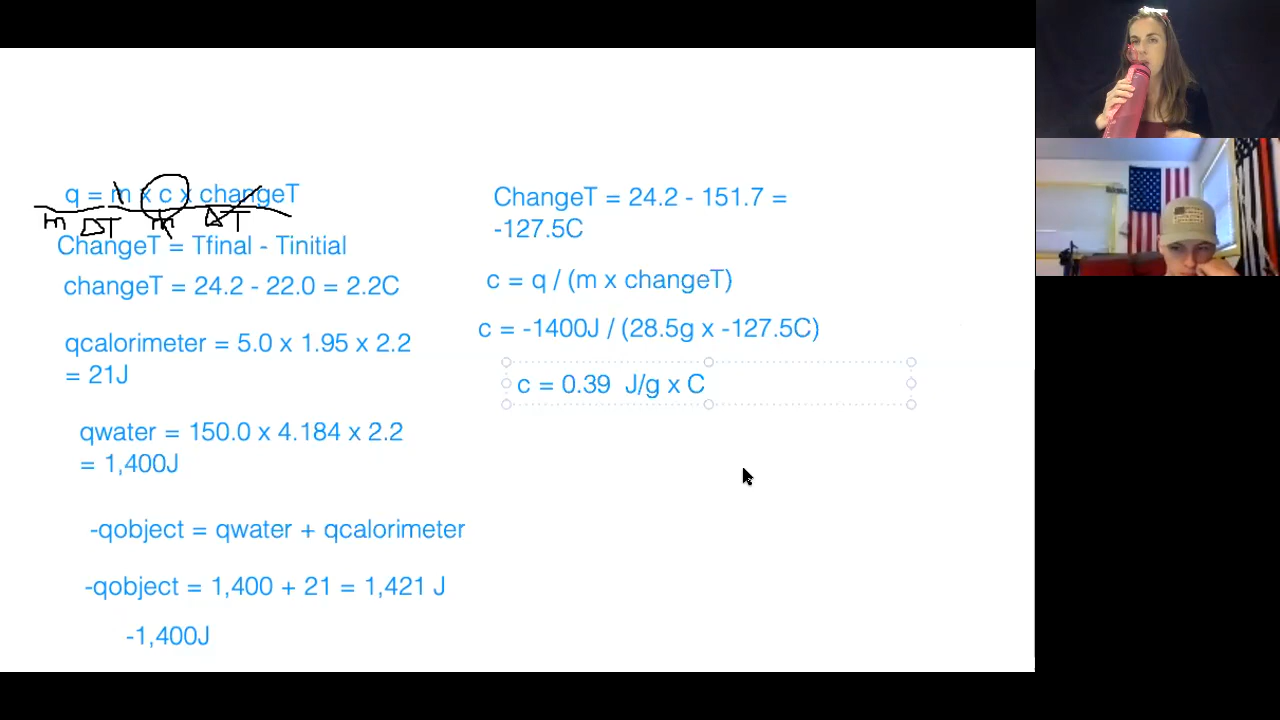 q = m x c x changeT
m ΔT m ΔT
ChangeT = Tfinal - Tinitial
changeT = 24.2 - 22.0 = 2.2C
qcalorimeter = 5.0 x 1.95 x 2.2
= 21J
qwater = 150.0 x 4.184 x 2.2
= 1,400J
-qobject = qwater + qcalorimeter
-qobject = 1,400 + 21 = 1,421 J
-1,400J
ChangeT = 24.2 - 151.7 =
-127.5C
c = q / (m x changeT)
c = -1400J / (28.5g x -127.5C)
c = 0.39  J/g x C